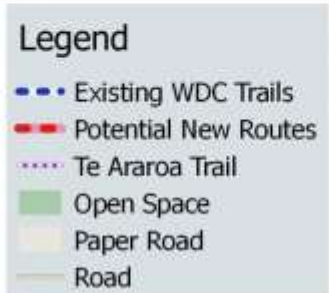 Legend
Existing WDC Trails
Potential New Routes
Te Araroa Trail
Open Space
Paper Road
Road